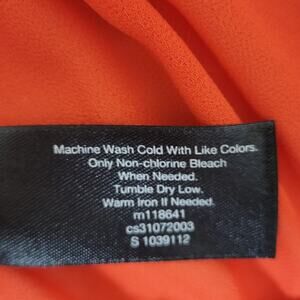 Machine Wash Cold With Like Colors.
Only Non-chlorine Bleach
When Needed.
Tumble Dry Low.
Warm Iron If Needed.
m118641
cs31072003
S 1039112